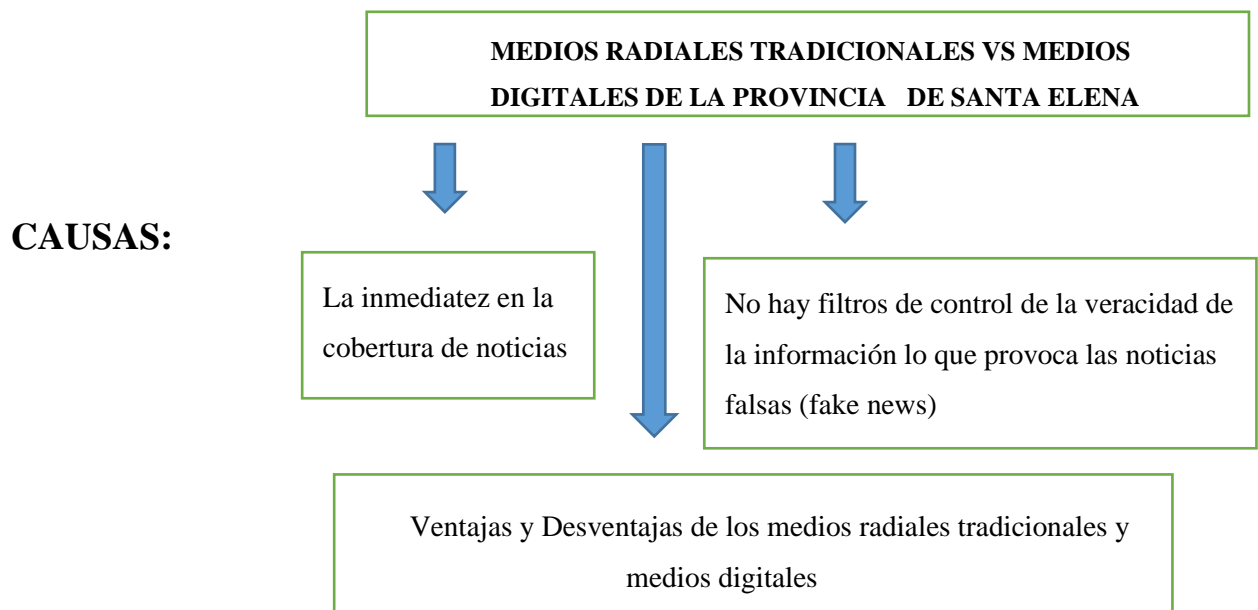 MEDIOS RADIALES TRADICIONALES VS MEDIOS
DIGITALES DE LA PROVINCIA DE SANTA ELENA
CAUSAS:
La inmediatez en la
cobertura de noticias
No hay filtros de control de la veracidad de
la información lo que provoca las noticias
falsas (fake news)
Ventajas y Desventajas de los medios radiales tradicionales y
medios digitales